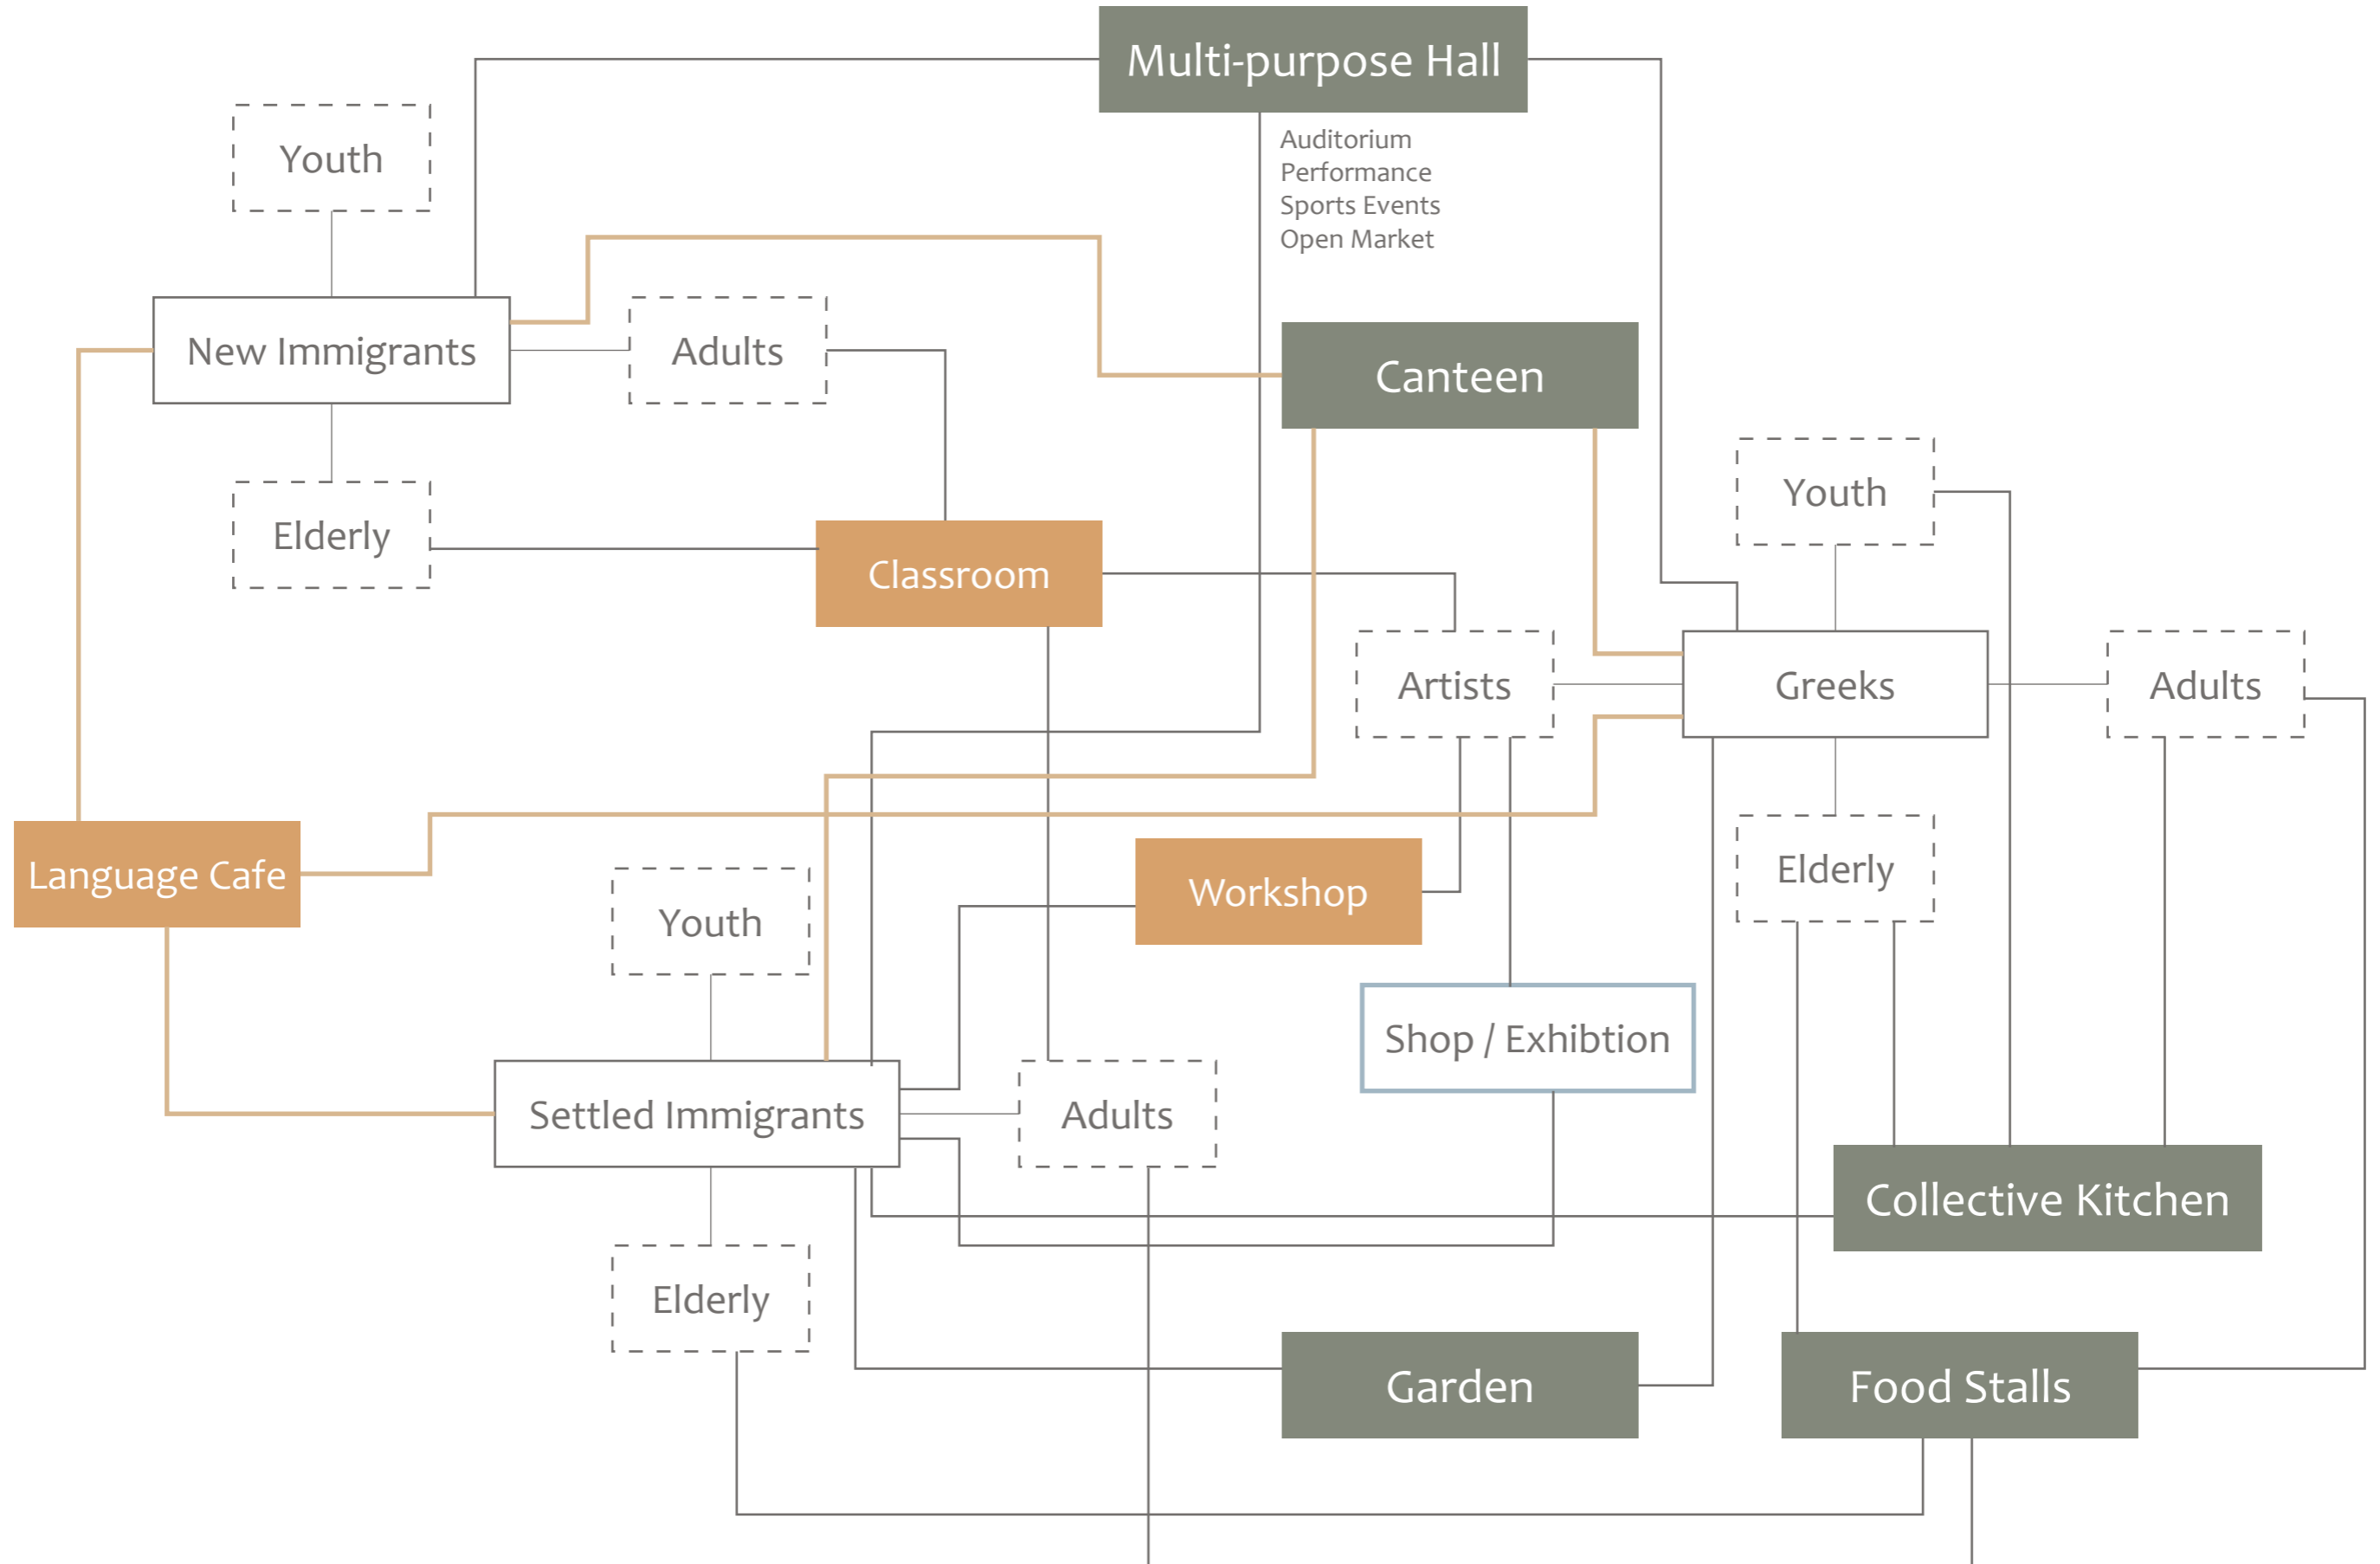 Multi-purpose Hall
Auditorium
Performance
Sports Events
Open Market
Youth
New Immigrants
Adults
Canteen
Elderly
Youth
Classroom
Artists
Greeks
Adults
Language Cafe
Youth
Workshop
Elderly
Shop / Exhibtion
Settled Immigrants
Adults
Collective Kitchen
Elderly
Garden
Food Stalls